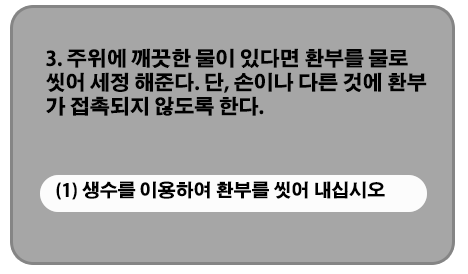 3. 주위에 깨끗한 물이 있다면 환부를 물로
씻어 세정 해준다. 단, 손이나 다른 것에 환부
가 접촉되지 않도록 한다.
(1) 생수를 이용하여 환부를 씻어 내십시오